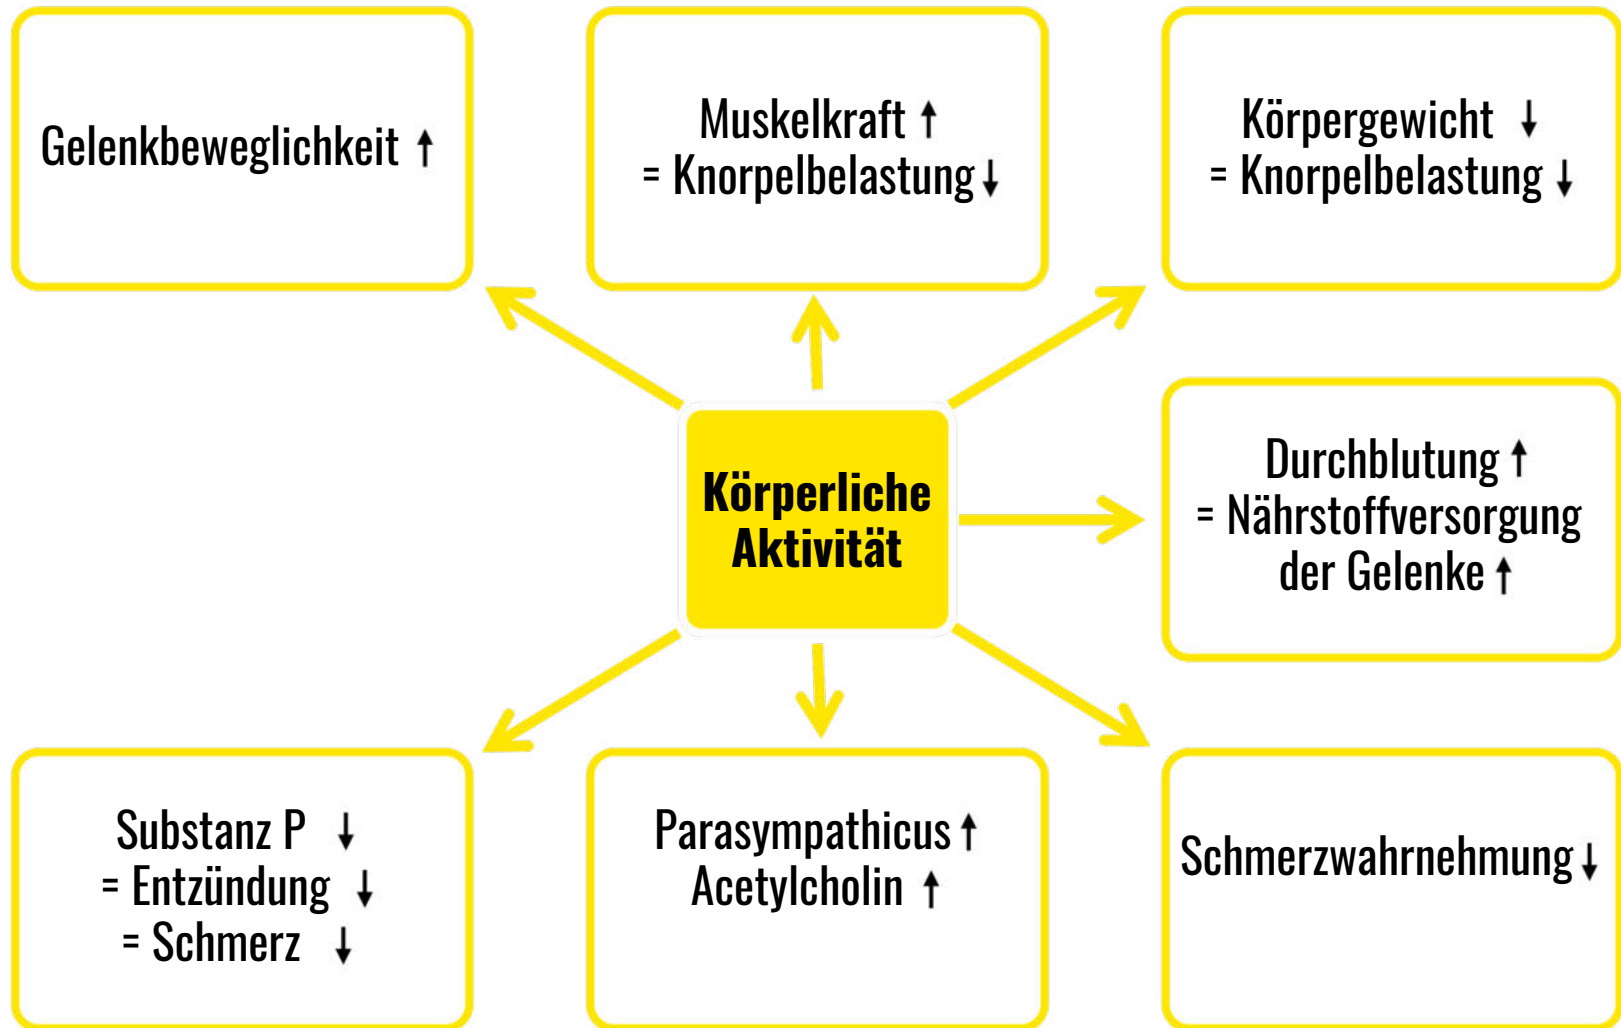 Gelenkbeweglichkeit ↑
Muskelkraft ↑
= Knorpelbelastung ↓
Körpergewicht ↓
= Knorpelbelastung ↓
Körperliche
Aktivität
Durchblutung ↑
= Nährstoffversorgung
der Gelenke ↑
Substanz P ↓
= Entzündung ↓
= Schmerz ↓
Parasympathicus ↑
Acetylcholin ↑
Schmerzwahrnehmung ↓